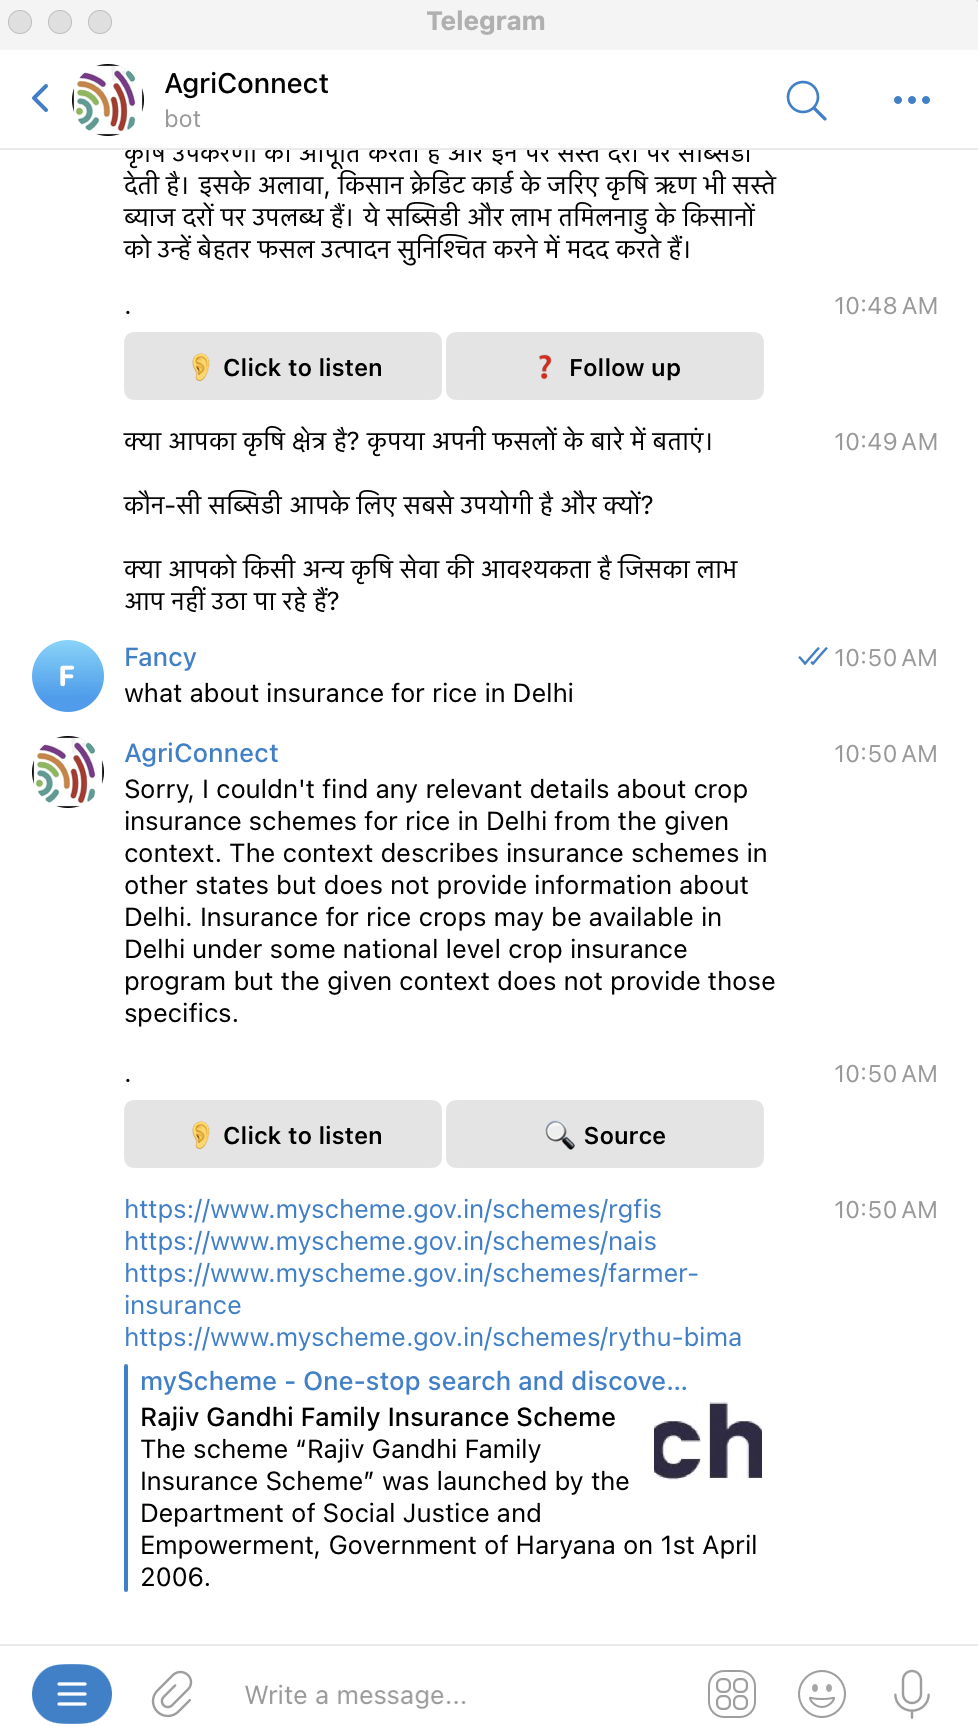 Telegram
AgriConnect
bot
कृषि उपकरणों की आपूर्ति करती है और इन पर सस्ती दरों पर सब्सिडी
देती है। इसके अलावा, किसान क्रेडिट कार्ड के जरिए कृषि ऋण भी सस्ते
ब्याज दरों पर उपलब्ध हैं। ये सब्सिडी और लाभ तमिलनाडु के किसानों
को उन्हें बेहतर फसल उत्पादन सुनिश्चित करने में मदद करते हैं।
. 10:48 AM
👂 Click to listen ❓ Follow up
क्या आपका कृषि क्षेत्र है? कृपया अपनी फसलों के बारे में बताएं। 10:49 AM
कौन-सी सब्सिडी आपके लिए सबसे उपयोगी है और क्यों?
क्या आपको किसी अन्य कृषि सेवा की आवश्यकता है जिसका लाभ
आप नहीं उठा पा रहे हैं?
F
Fancy 10:50 AM
what about insurance for rice in Delhi
AgriConnect 10:50 AM
Sorry, I couldn't find any relevant details about crop
insurance schemes for rice in Delhi from the given
context. The context describes insurance schemes in
other states but does not provide information about
Delhi. Insurance for rice crops may be available in
Delhi under some national level crop insurance
program but the given context does not provide those
specifics.
. 10:50 AM
👂 Click to listen 🔍 Source
https://www.myscheme.gov.in/schemes/rgfis 10:50 AM
https://www.myscheme.gov.in/schemes/nais
https://www.myscheme.gov.in/schemes/farmer-
insurance
https://www.myscheme.gov.in/schemes/rythu-bima
myScheme - One-stop search and discove...
Rajiv Gandhi Family Insurance Scheme
ch
The scheme “Rajiv Gandhi Family
Insurance Scheme” was launched by the
Department of Social Justice and
Empowerment, Government of Haryana on 1st April
2006.
Write a message...